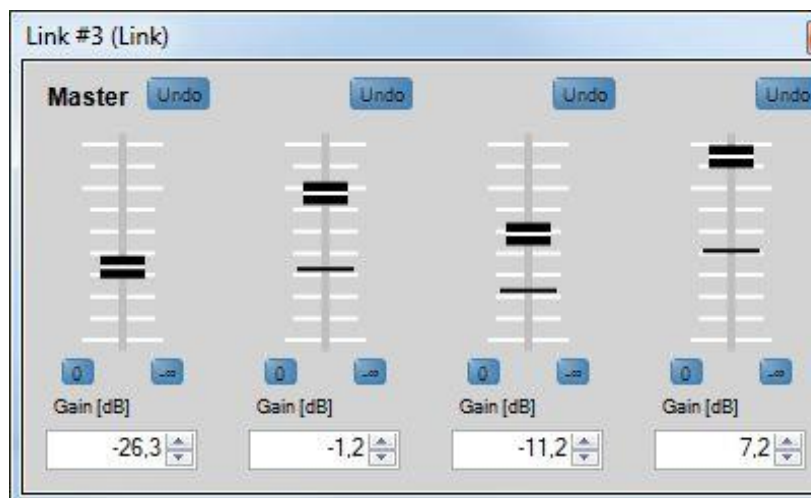 Link #3 (Link)
Master Undo Undo Undo Undo
0 -∞ 0 -∞ 0 -∞ 0 -∞
Gain [dB] Gain [dB] Gain [dB] Gain [dB]
-26,3 -1,2 -11,2 7,2